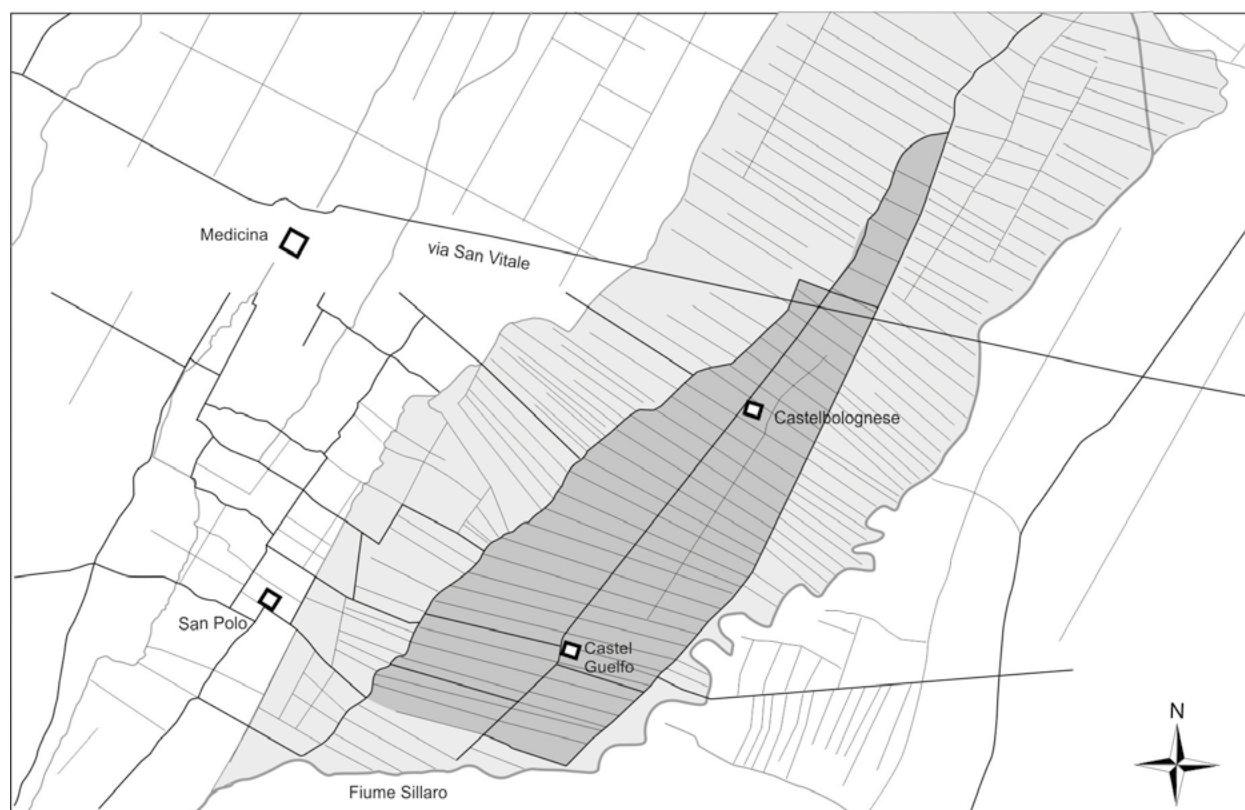 Medicina
via San Vitale
Castelbolognese
San Polo
Castel
Guelfo
Fiume Sillaro
N